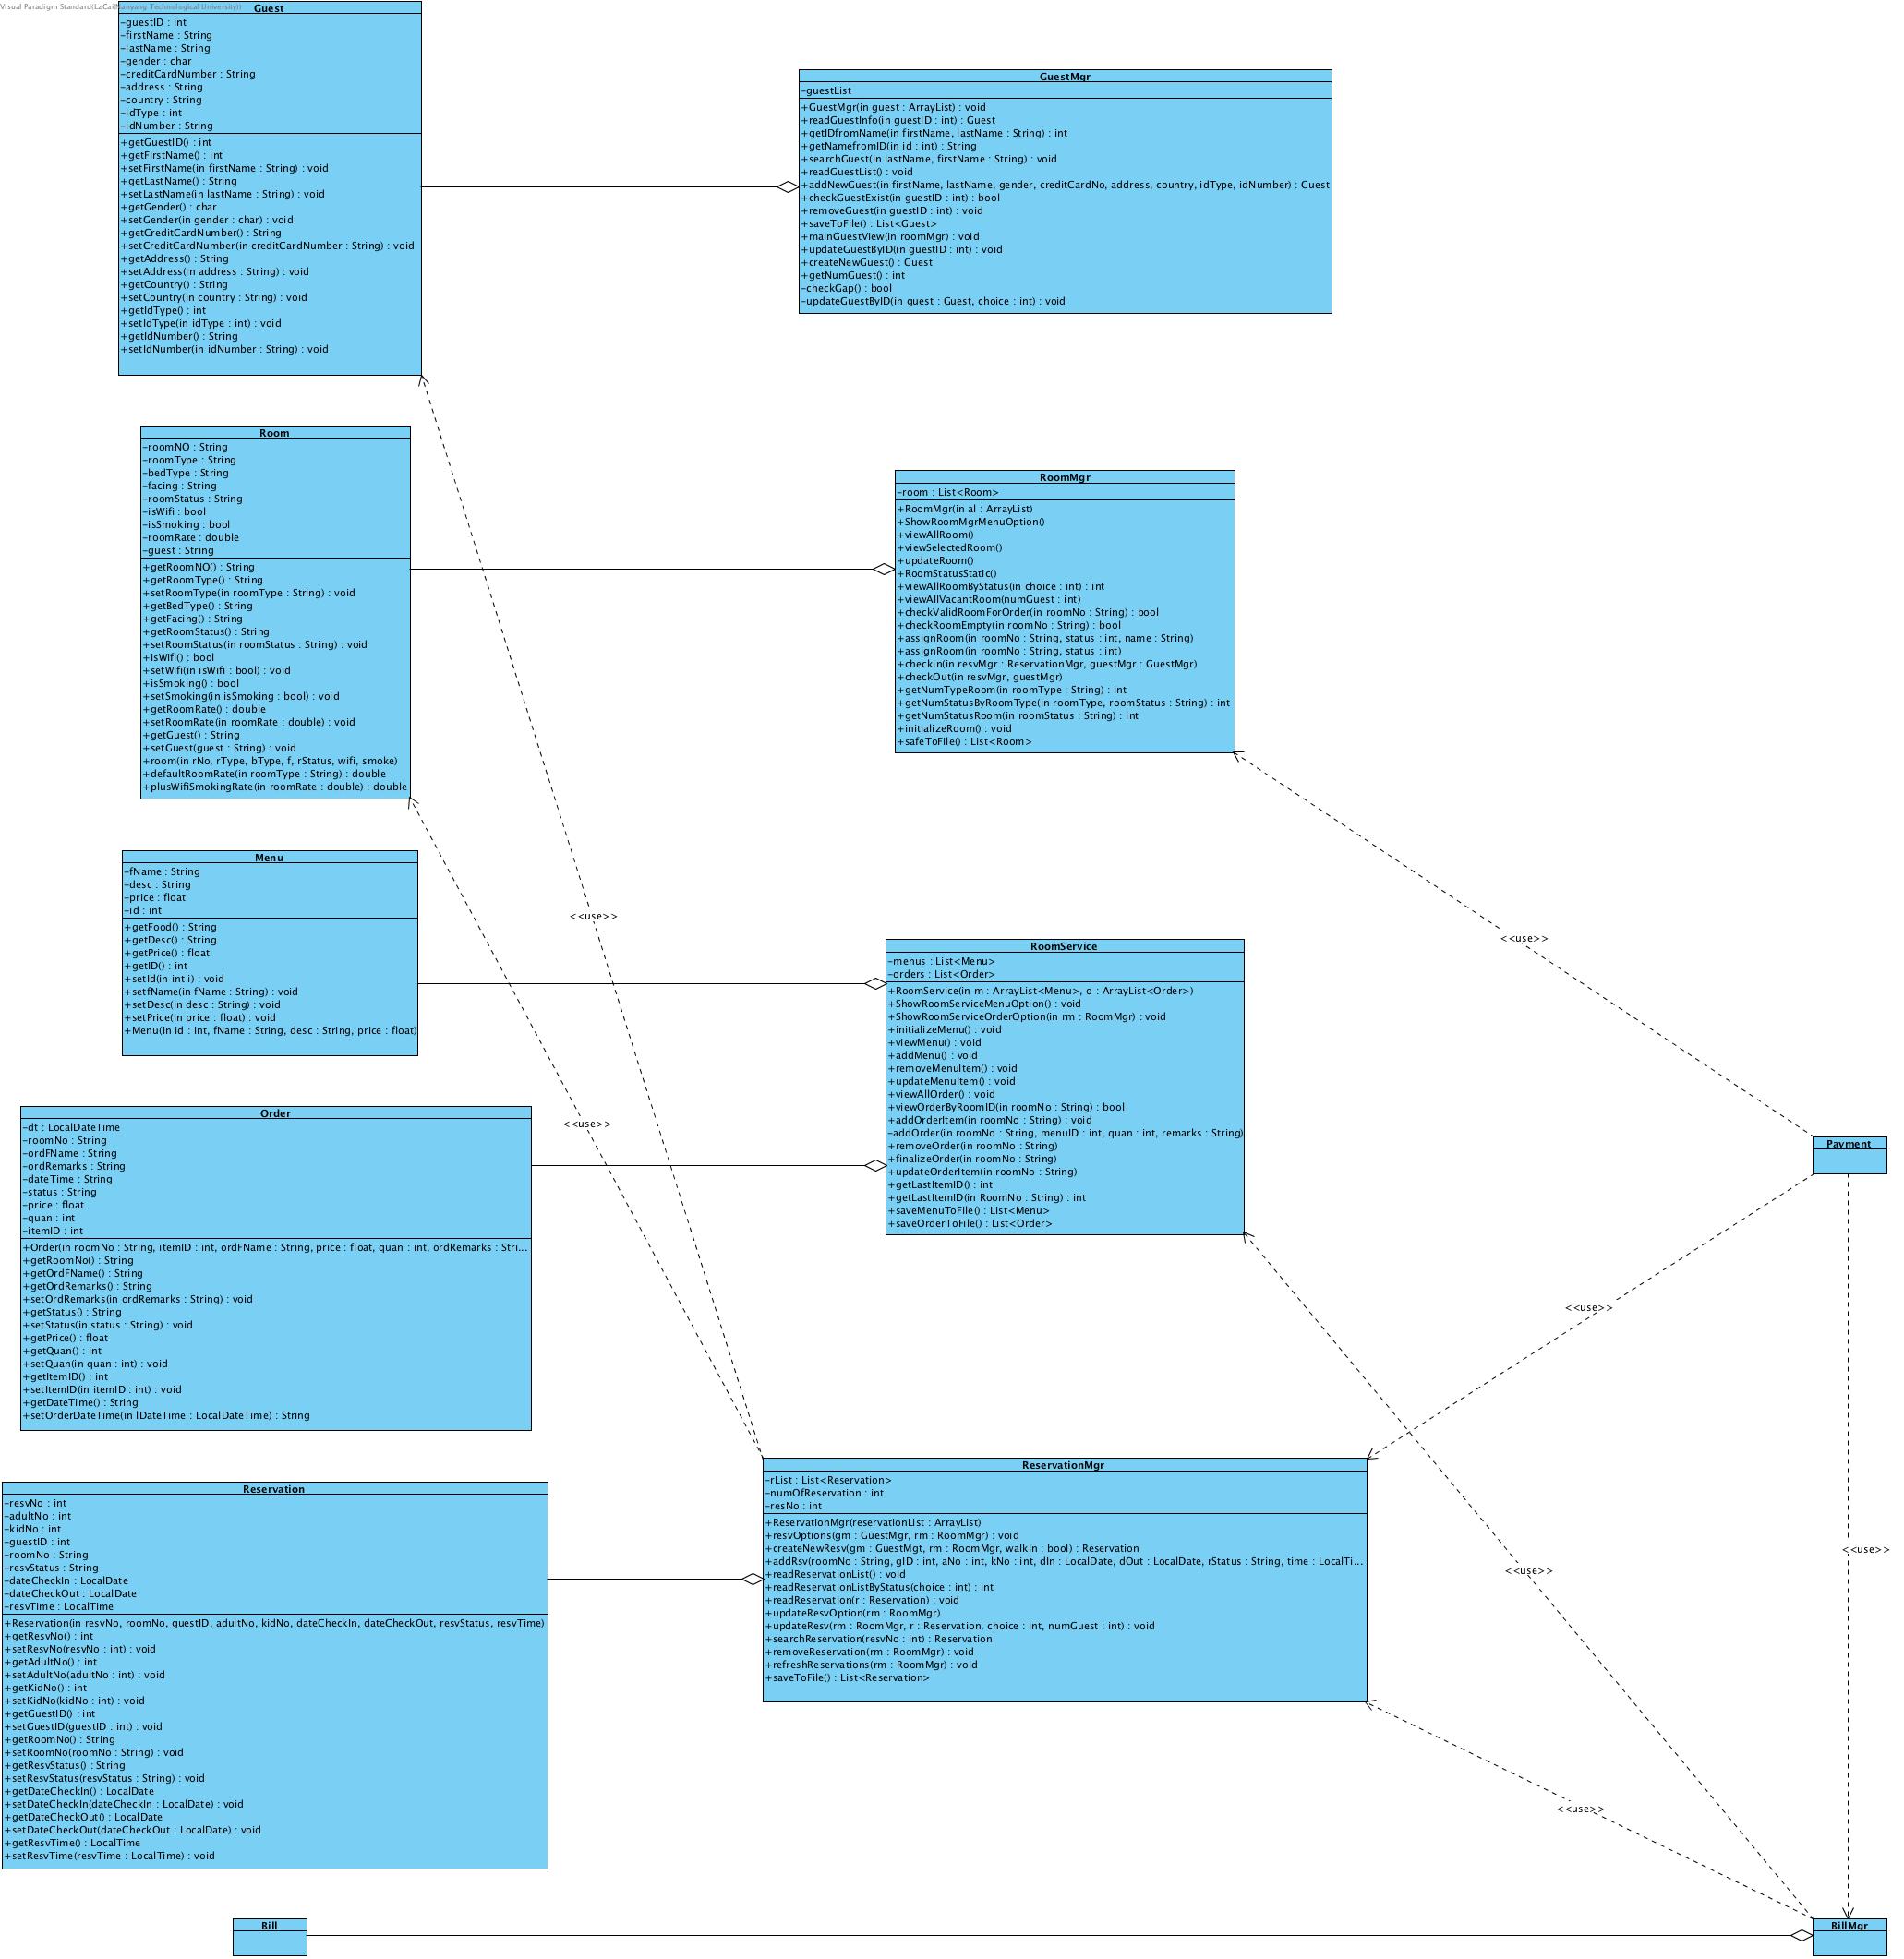 Visual Paradigm Standard(LzCai(Nanyang Technological University))
Guest
-guestID : int
-firstName : String
-lastName : String
-gender : char
-creditCardNumber : String
-address : String
-country : String
-idType : int
-idNumber : String
+getGuestID() : int
+getFirstName() : int
+setFirstName(in firstName : String) : void
+getLastName() : String
+setLastName(in lastName : String) : void
+getGender() : char
+setGender(in gender : char) : void
+getCreditCardNumber() : String
+setCreditCardNumber(in creditCardNumber : String) : void
+getAddress() : String
+setAddress(in address : String) : void
+getCountry() : String
+setCountry(in country : String) : void
+getIdType() : int
+setIdType(in idType : int) : void
+getIdNumber() : String
+setIdNumber(in idNumber : String) : void
GuestMgr
-guestList
+GuestMgr(in guest : ArrayList) : void
+readGuestInfo(in guestID : int) : Guest
+getIDfromName(in firstName, lastName : String) : int
+getNamefromID(in id : int) : String
+searchGuest(in lastName, firstName : String) : void
+readGuestList() : void
+addNewGuest(in firstName, lastName, gender, creditCardNo, address, country, idType, idNumber) : Guest
+checkGuestExist(in guestID : int) : bool
+removeGuest(in guestID : int) : void
+saveToFile() : List<Guest>
+mainGuestView(in roomMgr) : void
+updateGuestByID(in guestID : int) : void
+createNewGuest() : Guest
+getNumGuest() : int
-checkGap() : bool
-updateGuestByID(in guest : Guest, choice : int) : void
Room
-roomNO : String
-roomType : String
-bedType : String
-facing : String
-roomStatus : String
-isWifi : bool
-isSmoking : bool
-roomRate : double
-guest : String
+getRoomNO() : String
+getRoomType() : String
+setRoomType(in roomType : String) : void
+getBedType() : String
+getFacing() : String
+getRoomStatus() : String
+setRoomStatus(in roomStatus : String) : void
+isWifi() : bool
+setWifi(in isWifi : bool) : void
+isSmoking() : bool
+setSmoking(in isSmoking : bool) : void
+getRoomRate() : double
+setRoomRate(in roomRate : double) : void
+getGuest() : String
+setGuest(guest : String) : void
+room(in rNo, rType, bType, f, rStatus, wifi, smoke)
+defaultRoomRate(in roomType : String) : double
+plusWifiSmokingRate(in roomRate : double) : double
RoomMgr
-room : List<Room>
+RoomMgr(in al : ArrayList)
+ShowRoomMgrMenuOption()
+viewAllRoom()
+viewSelectedRoom()
+updateRoom()
+RoomStatusStatic()
+viewAllRoomByStatus(in choice : int) : int
+viewAllVacantRoom(numGuest : int)
+checkValidRoomForOrder(in roomNo : String) : bool
+checkRoomEmpty(in roomNo : String) : bool
+assignRoom(in roomNo : String, status : int, name : String)
+assignRoom(in roomNo : String, status : int)
+checkin(in resvMgr : ReservationMgr, guestMgr : GuestMgr)
+checkOut(in resvMgr, guestMgr)
+getNumTypeRoom(in roomType : String) : int
+getNumStatusByRoomType(in roomType, roomStatus : String) : int
+getNumStatusRoom(in roomStatus : String) : int
+initializeRoom() : void
+safeToFile() : List<Room>
Menu
-fName : String
-desc : String
-price : float
-id : int
+getFood() : String
+getDesc() : String
+getPrice() : float
+getID() : int
+setId(in int i) : void
+setfName(in fName : String) : void
+setDesc(in desc : String) : void
+setPrice(in price : float) : void
+Menu(in id : int, fName : String, desc : String, price : float)
<<use>>
<<use>>
<<use>>
RoomService
-menus : List<Menu>
-orders : List<Order>
+RoomService(in m : ArrayList<Menu>, o : ArrayList<Order>)
+ShowRoomServiceMenuOption() : void
+ShowRoomServiceOrderOption(in rm : RoomMgr) : void
+initializeMenu() : void
+viewMenu() : void
+addMenu() : void
+removeMenuItem() : void
+updateMenuItem() : void
+viewAllOrder() : void
+viewOrderByRoomID(in roomNo : String) : bool
+addOrderItem(in roomNo : String) : void
-addOrder(in roomNo : String, menuID : int, quan : int, remarks : String)
+removeOrder(in roomNo : String)
+finalizeOrder(in roomNo : String)
+updateOrderItem(in roomNo : String)
+getLastItemID() : int
+getLastItemID(in RoomNo : String) : int
+saveMenuToFile() : List<Menu>
+saveOrderToFile() : List<Order>
Payment
Order
-dt : LocalDateTime
-roomNo : String
-ordFName : String
-ordRemarks : String
-dateTime : String
-status : String
-price : float
-quan : int
-itemID : int
+Order(in roomNo : String, itemID : int, ordFName : String, price : float, quan : int, ordRemarks : Stri...
+getRoomNo() : String
+getOrdFName() : String
+getOrdRemarks() : String
+setOrdRemarks(in ordRemarks : String) : void
+getStatus() : String
+setStatus(in status : String) : void
+getPrice() : float
+getQuan() : int
+setQuan(in quan : int) : void
+getItemID() : int
+setItemID(in itemID : int) : void
+getDateTime() : String
+setOrderDateTime(in lDateTime : LocalDateTime) : String
<<use>>
ReservationMgr
-rList : List<Reservation>
-numOfReservation : int
-resNo : int
+ReservationMgr(reservationList : ArrayList)
+resvOptions(gm : GuestMgr, rm : RoomMgr) : void
+createNewResv(gm : GuestMgt, rm : RoomMgr, walkIn : bool) : Reservation
+addRsv(roomNo : String, gID : int, aNo : int, kNo : int, dIn : LocalDate, dOut : LocalDate, rStatus : String, time : LocalTi...
+readReservationList() : void
+readReservationListByStatus(choice : int) : int
+readReservation(r : Reservation) : void
+updateResvOption(rm : RoomMgr)
+updateResv(rm : RoomMgr, r : Reservation, choice : int, numGuest : int) : void
+searchReservation(resvNo : int) : Reservation
+removeReservation(rm : RoomMgr) : void
+refreshReservations(rm : RoomMgr) : void
+saveToFile() : List<Reservation>
<<use>>
<<use>>
<<use>>
Reservation
-resvNo : int
-adultNo : int
-kidNo : int
-guestID : int
-roomNo : String
-resvStatus : String
-dateCheckIn : LocalDate
-dateCheckOut : LocalDate
-resvTime : LocalTime
+Reservation(in resvNo, roomNo, guestID, adultNo, kidNo, dateCheckIn, dateCheckOut, resvStatus, resvTime)
+getResvNo() : int
+setResvNo(resvNo : int) : void
+getAdultNo() : int
+setAdultNo(adultNo : int) : void
+getKidNo() : int
+setKidNo(kidNo : int) : void
+getGuestID() : int
+setGuestID(guestID : int) : void
+getRoomNo() : String
+setRoomNo(roomNo : String) : void
+getResvStatus() : String
+setResvStatus(resvStatus : String) : void
+getDateCheckIn() : LocalDate
+setDateCheckIn(dateCheckIn : LocalDate) : void
+getDateCheckOut() : LocalDate
+setDateCheckOut(dateCheckOut : LocalDate) : void
+getResvTime() : LocalTime
+setResvTime(resvTime : LocalTime) : void
Bill
BillMgr